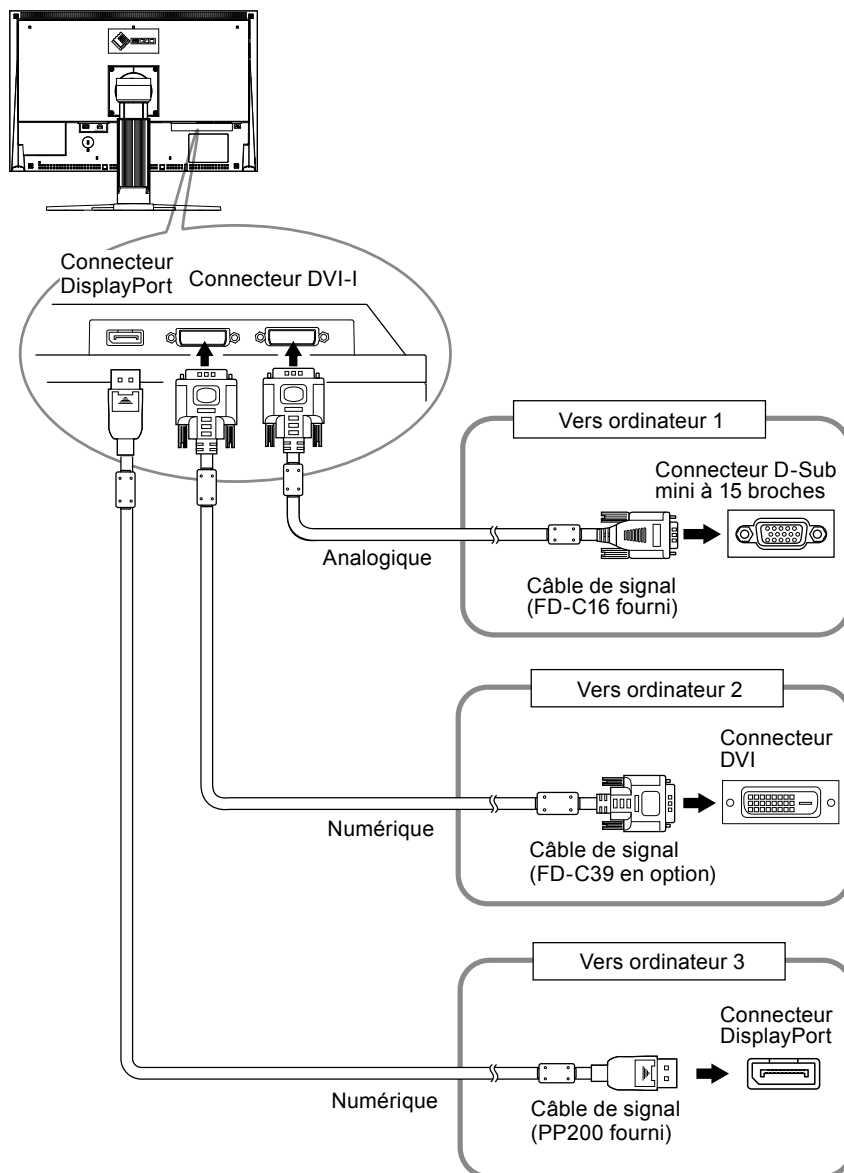 Connecteur
DisplayPort
Connecteur DVI-I
Vers ordinateur 1
Connecteur D-Sub
mini à 15 broches
Analogique
Câble de signal
(FD-C16 fourni)
Vers ordinateur 2
Connecteur
DVI
Numérique
Câble de signal
(FD-C39 en option)
Vers ordinateur 3
Connecteur
DisplayPort
Numérique
Câble de signal
(PP200 fourni)